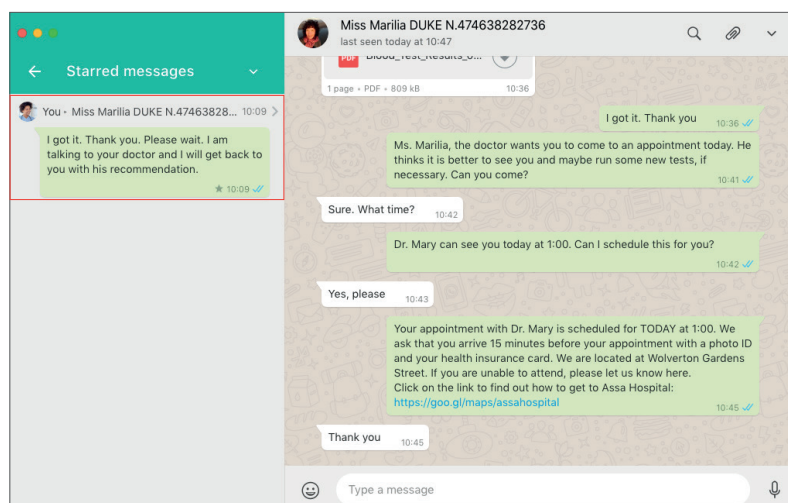 Starred messages
You • Miss Marilia DUKE N.47463828... 10:09
I got it. Thank you. Please wait. I am
talking to your doctor and I will get back to
you with his recommendation.
10:09
Miss Marilia DUKE N.474638282736
last seen today at 10:47
PDF Blood_Test_Results_0...
1 page • PDF • 809 kB 10:36
I got it. Thank you 10:36
Ms. Marilia, the doctor wants you to come to an appointment today. He
thinks it is better to see you and maybe run some new tests, if
necessary. Can you come?
10:41
Sure. What time? 10:42
Dr. Mary can see you today at 1:00. Can I schedule this for you?
10:42
Yes, please 10:43
Your appointment with Dr. Mary is scheduled for TODAY at 1:00. We
ask that you arrive 15 minutes before your appointment with a photo ID
and your health insurance card. We are located at Wolverton Gardens
Street. If you are unable to attend, please let us know here.
Click on the link to find out how to get to Assa Hospital:
https://goo.gl/maps/assahospital 10:45
Thank you 10:45
Type a message